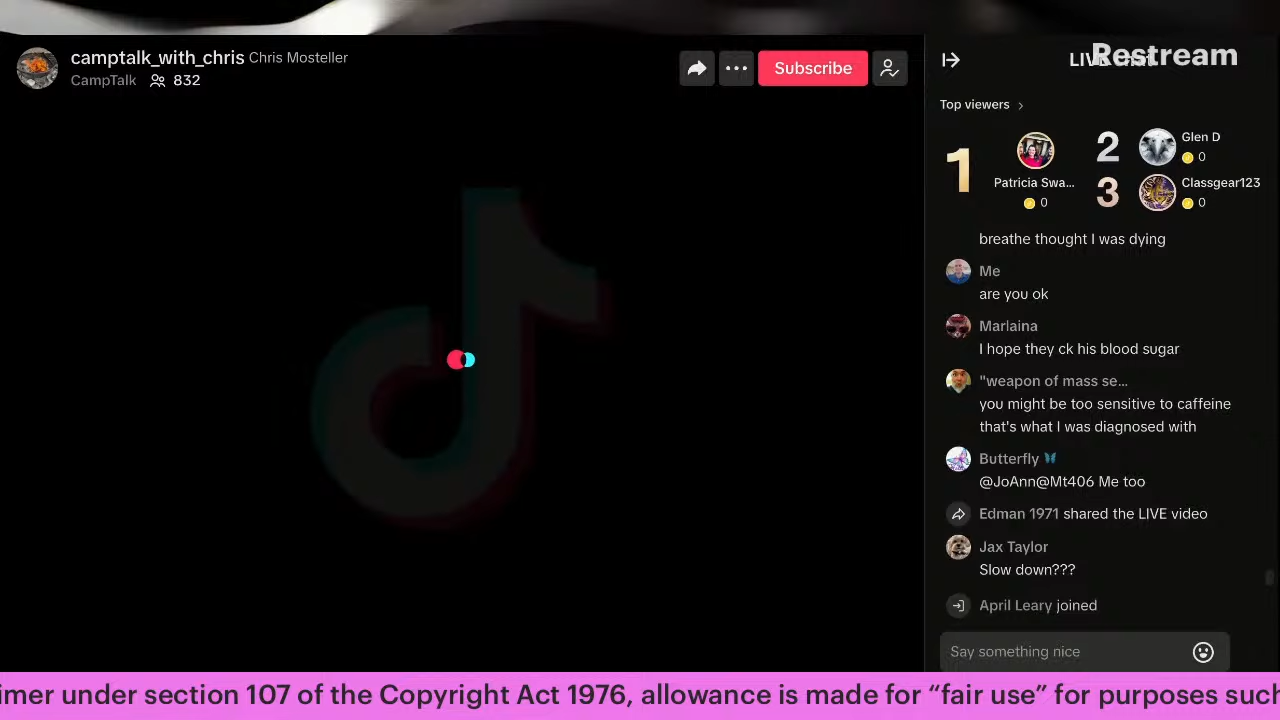 camptalk_with_chris Chris Mosteller
CampTalk 832
Subscribe
LIVE
Restream
Top viewers
1
Patricia Swa...
0
2
Glen D
0
3
Classgear123
0
breathe thought I was dying
Me
are you ok
Marlaina
I hope they ck his blood sugar
"weapon of mass se...
you might be too sensitive to caffeine
that's what I was diagnosed with
Butterfly
@JoAnn@Mt406 Me too
Edman 1971 shared the LIVE video
Jax Taylor
Slow down???
April Leary joined
Say something nice
imer under section 107 of the Copyright Act 1976, allowance is made for “fair use” for purposes such